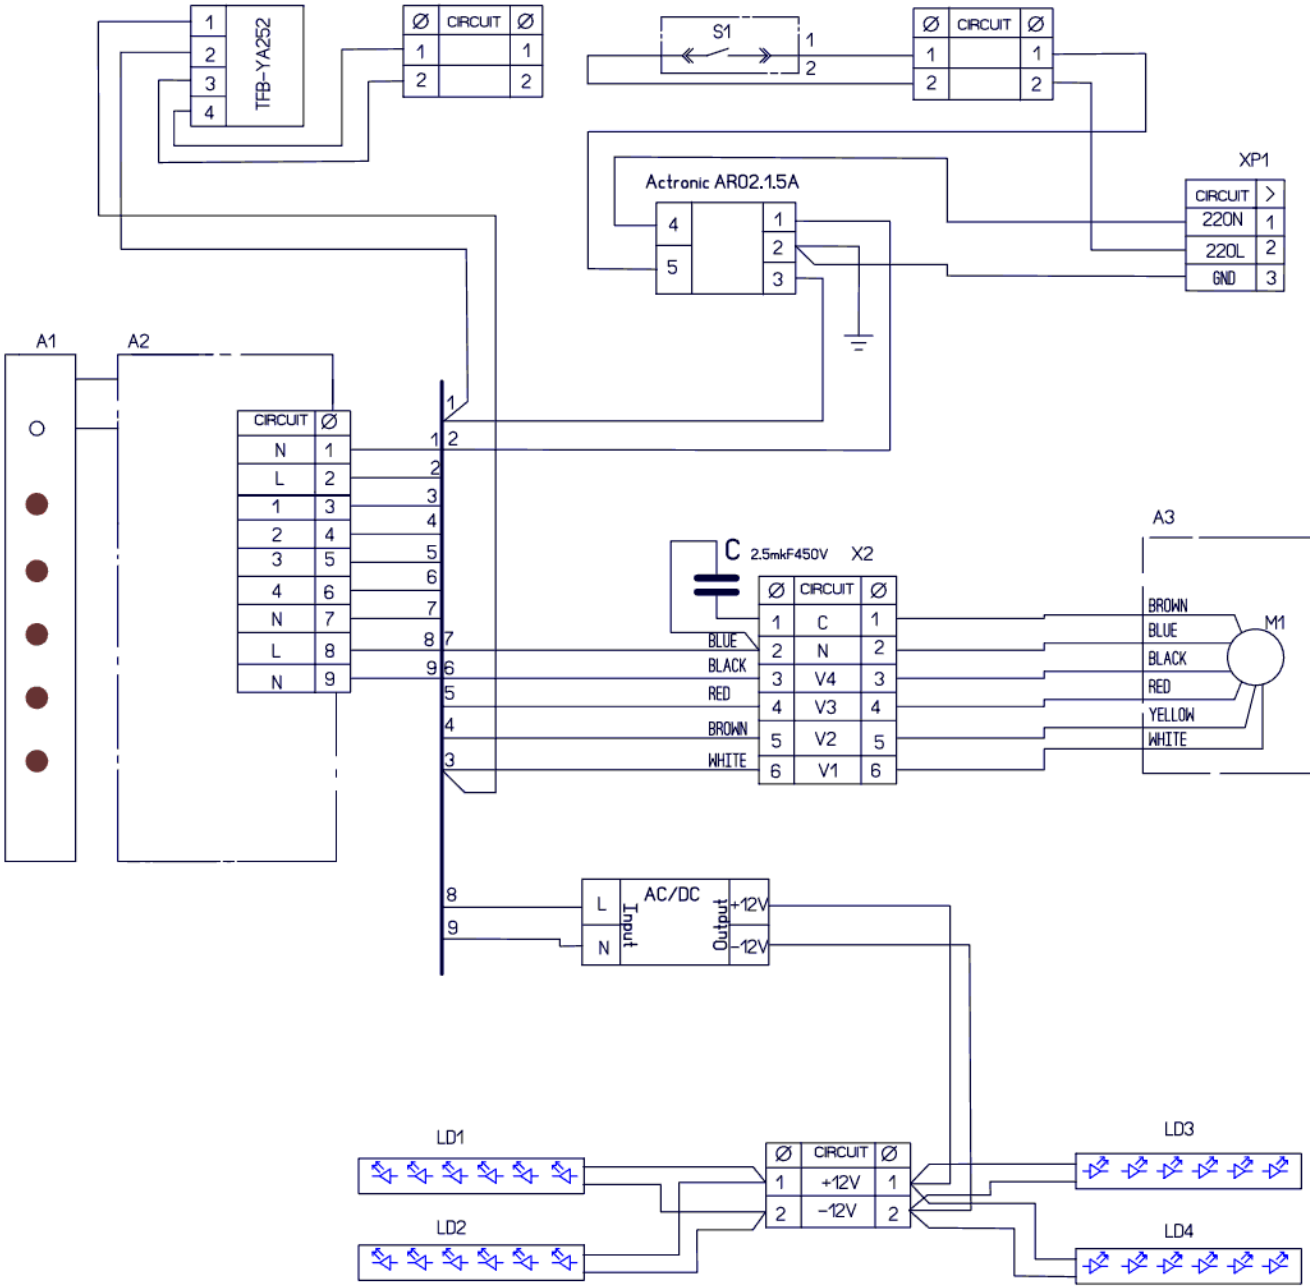 1
2
3
4
TFB-YA252
Ø CIRCUIT Ø
1 1
2 2
S1
1
2
Ø CIRCUIT Ø
1 1
2 2
XP1
CIRCUIT >
220N 1
220L 2
GND 3
Actronic AR02.1.5A
4 1
2
5 3
A1
A2
CIRCUIT Ø
N 1
L 2
1 3
2 4
3 5
4 6
N 7
L 8
N 9
1
1 2
2
3
4
5
6
7
8 7
9 6
5
4
3
8
9
C 2.5mkF450V X2
Ø CIRCUIT Ø
1 C 1
2 N 2
3 V4 3
4 V3 4
5 V2 5
6 V1 6
BLUE
BLACK
RED
BROWN
WHITE
A3
M1
BROWN
BLUE
BLACK
RED
YELLOW
WHITE
L Input AC/DC Output +12V
N -12V
LD1
LD2
Ø CIRCUIT Ø
1 +12V 1
2 -12V 2
LD3
LD4